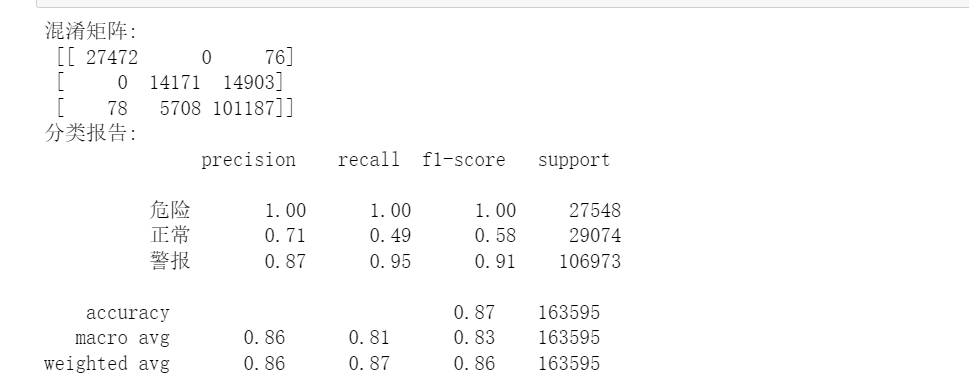 混淆矩阵:
[[ 27472      0     76]
[     0  14171  14903]
[    78   5708 101187]]
分类报告:
precision    recall  f1-score   support
危险       1.00      1.00      1.00     27548
正常       0.71      0.49      0.58     29074
警报       0.87      0.95      0.91    106973
accuracy                           0.87    163595
macro avg       0.86      0.81      0.83    163595
weighted avg       0.86      0.87      0.86    163595